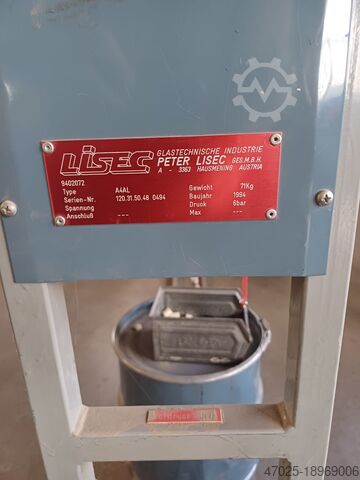 LiSEC GLASTECHNISCHE INDUSTRIE
PETER LISEC GES.M.B.H.
A - 3363 HAUSMENING AUSTRIA
9402072
Type A4AL Gewicht 71Kg
Serien-Nr. 120.31.50.48 0494 Baujahr 1994
Spannung --- Druck 6bar
Anschluß --- Max ---
47025-18969006